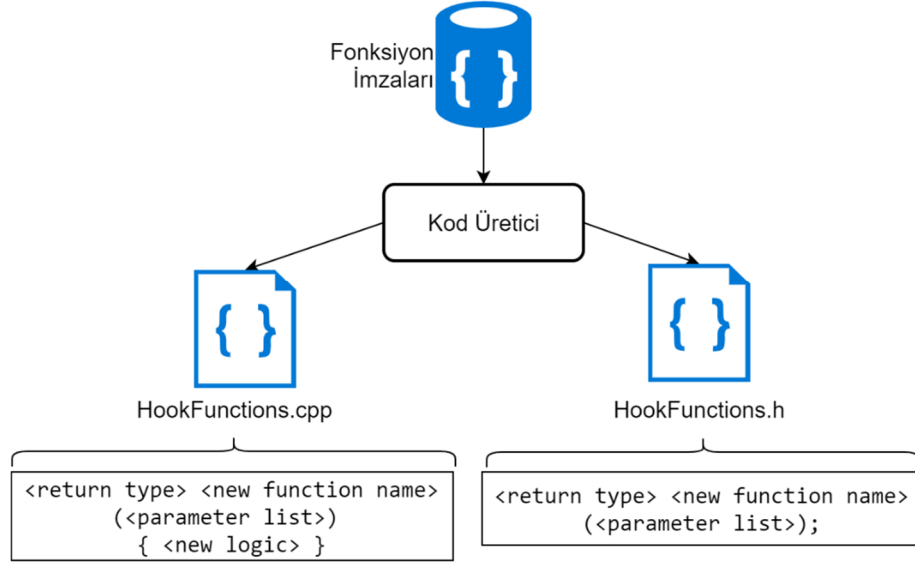 Fonksiyon
İmzaları
{ }
Kod Üretici
{ }
{ }
HookFunctions.cpp
HookFunctions.h
<return type> <new function name>
(<parameter list>)
{ <new logic> }
<return type> <new function name>
(<parameter list>);